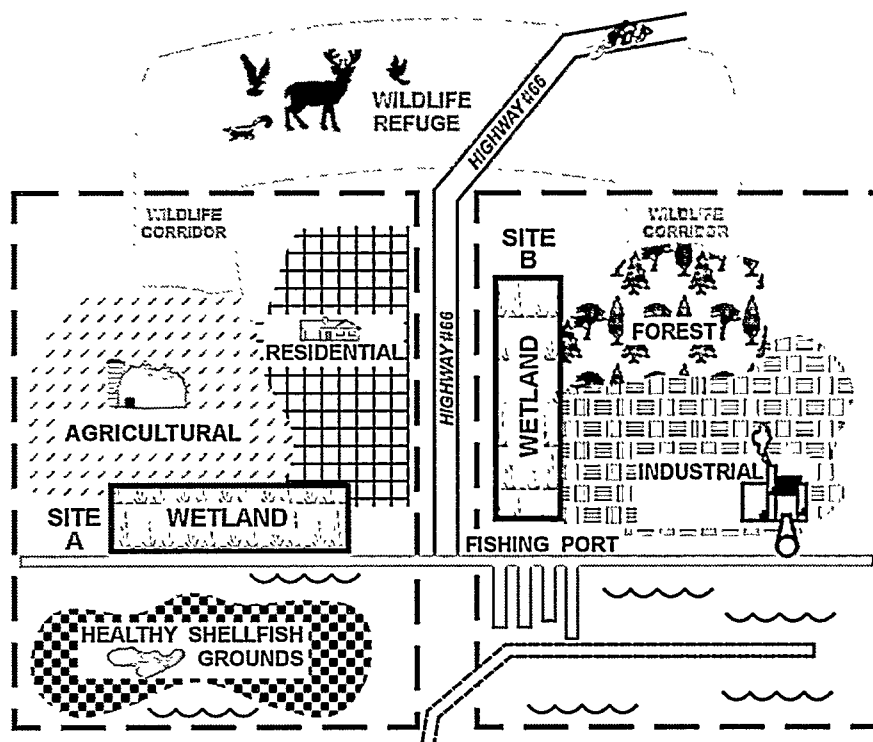 WILDLIFE
REFUGE
HIGHWAY #66
WILDLIFE
CORRIDOR
WILDLIFE
CORRIDOR
SITE
B
FOREST
RESIDENTIAL
HIGHWAY #66
WETLAND
AGRICULTURAL
INDUSTRIAL
SITE
A
WETLAND
FISHING PORT
HEALTHY SHELLFISH
GROUNDS